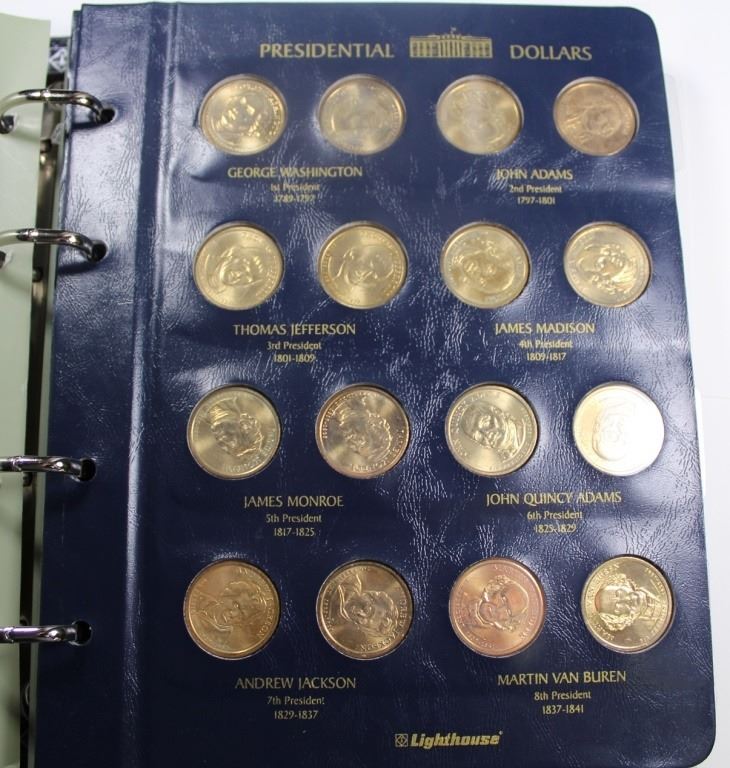 PRESIDENTIAL DOLLARS
GEORGE WASHINGTON
1st President
1789-1797
JOHN ADAMS
2nd President
1797-1801
THOMAS JEFFERSON
3rd President
1801-1809
JAMES MADISON
4th President
1809-1817
JAMES MONROE
5th President
1817-1825
JOHN QUINCY ADAMS
6th President
1825-1829
ANDREW JACKSON
7th President
1829-1837
MARTIN VAN BUREN
8th President
1837-1841
Lighthouse